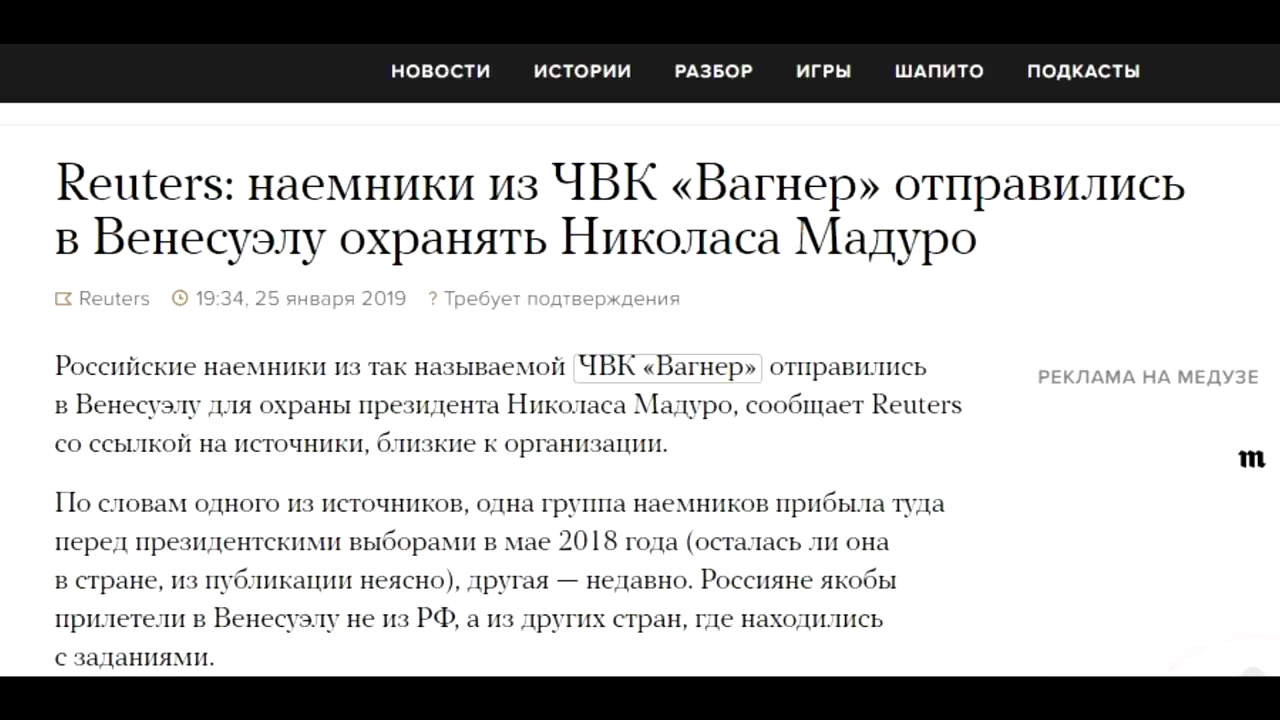 НОВОСТИ ИСТОРИИ РАЗБОР ИГРЫ ШАПИТО ПОДКАСТЫ
Reuters: наемники из ЧВК «Вагнер» отправились
в Венесуэлу охранять Николаса Мадуро
Reuters 19:34, 25 января 2019 ? Требует подтверждения
Российские наемники из так называемой ЧВК «Вагнер» отправились
в Венесуэлу для охраны президента Николаса Мадуро, сообщает Reuters
со ссылкой на источники, близкие к организации.
РЕКЛАМА НА МЕДУЗЕ
m
По словам одного из источников, одна группа наемников прибыла туда
перед президентскими выборами в мае 2018 года (осталась ли она
в стране, из публикации неясно), другая — недавно. Россияне якобы
прилетели в Венесуэлу не из РФ, а из других стран, где находились
с заданиями.